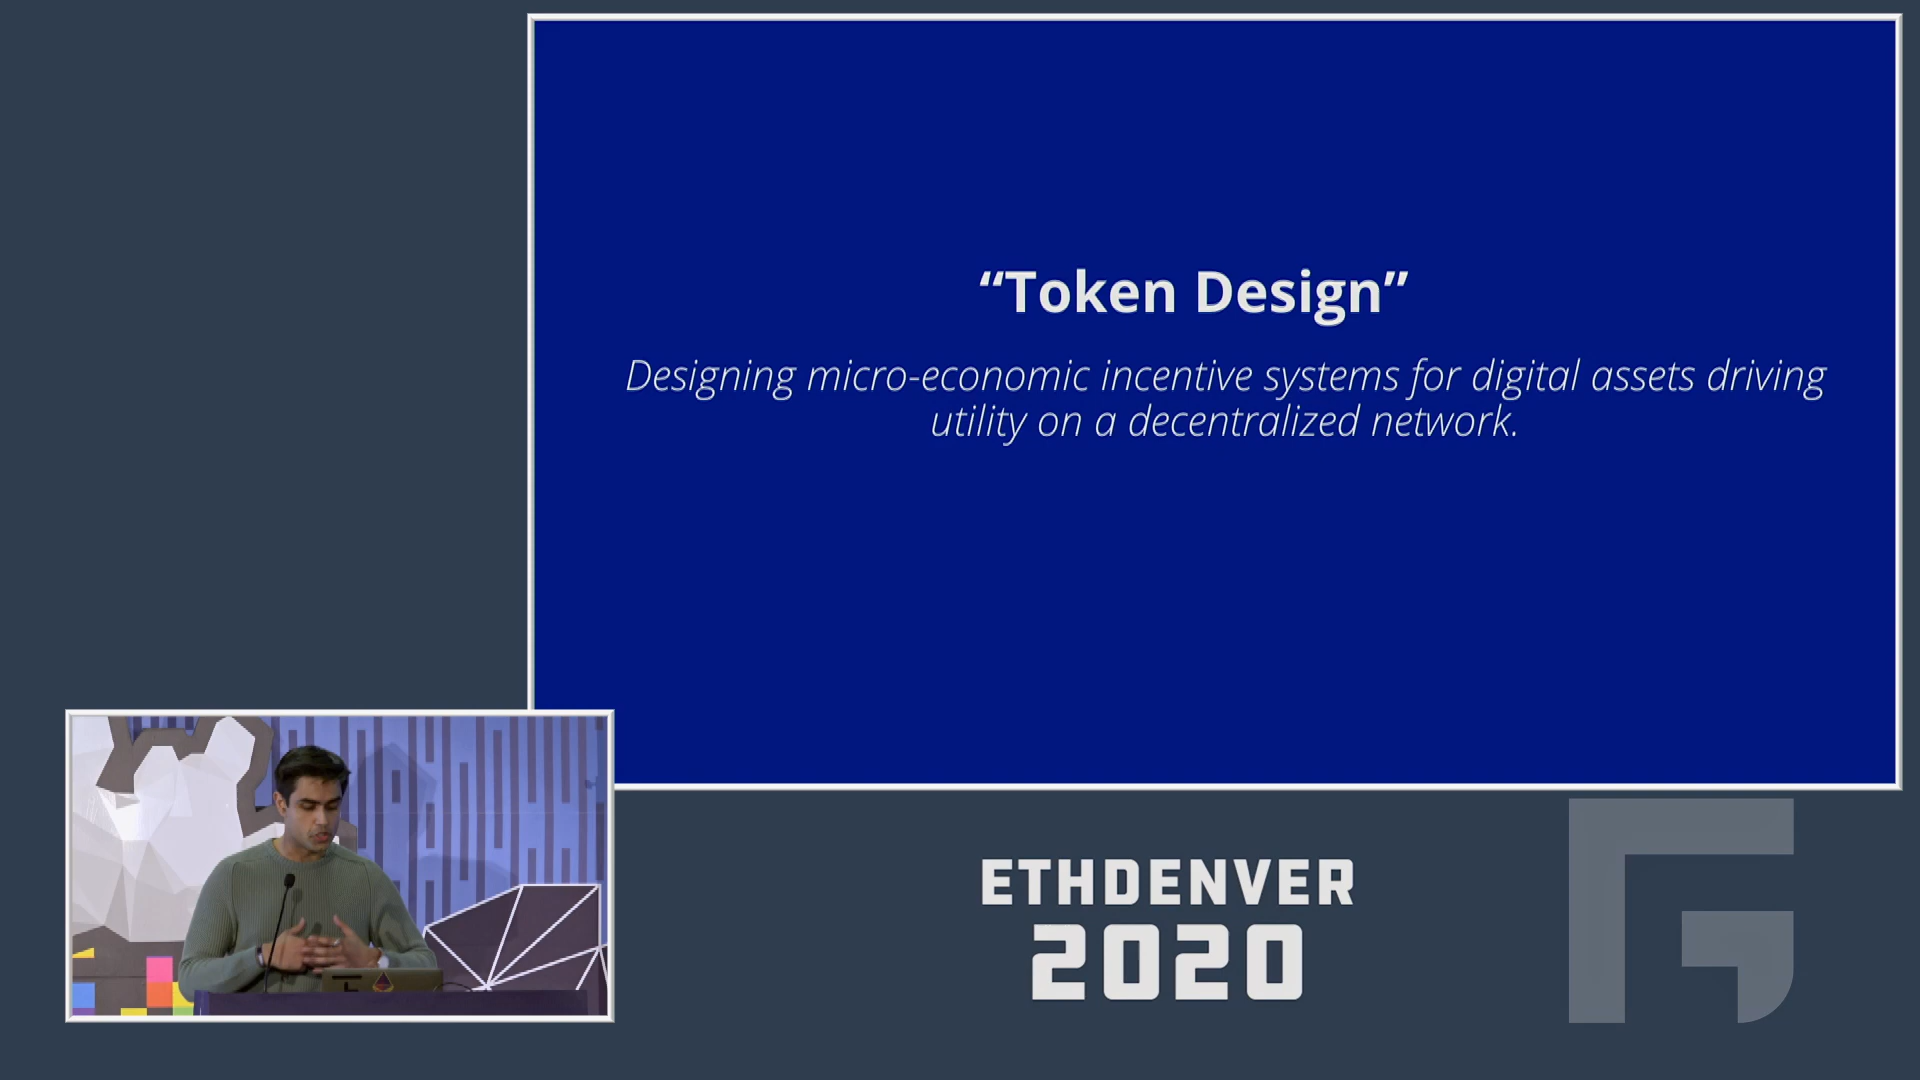 “Token Design”
Designing micro-economic incentive systems for digital assets driving
utility on a decentralized network.
ETHDENVER
2020